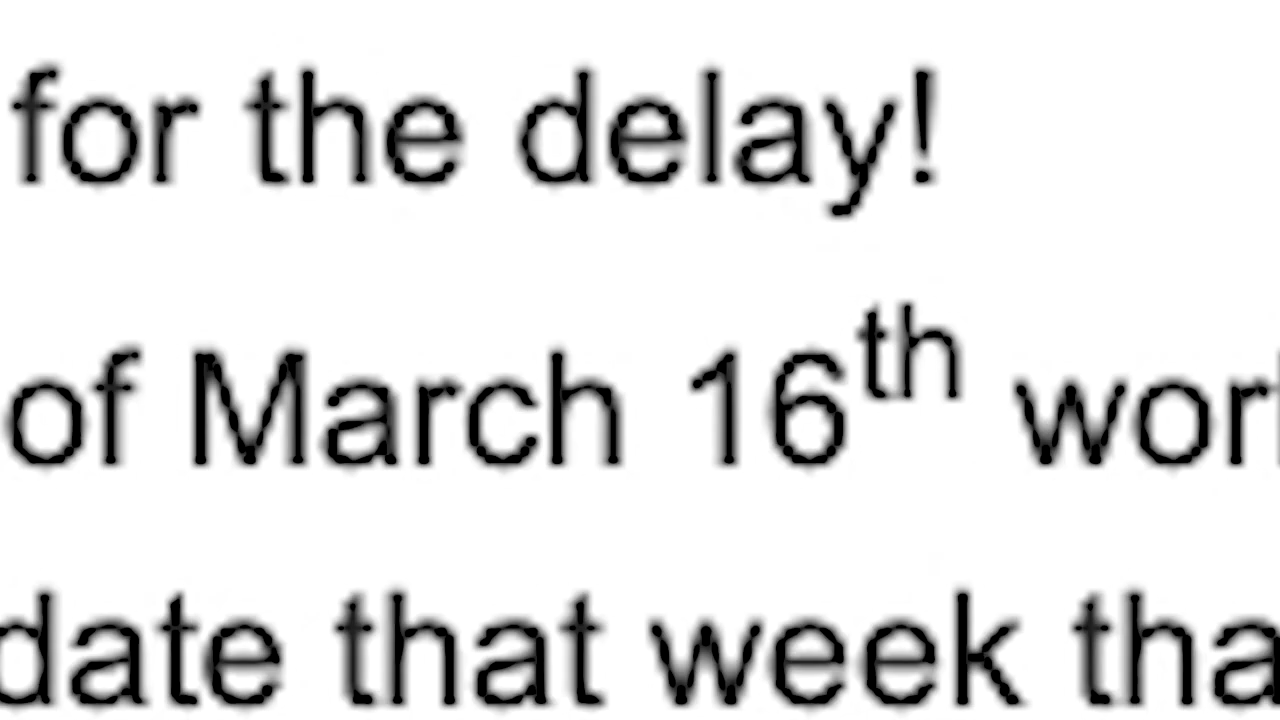 for the delay!
of March 16th wor
date that week tha